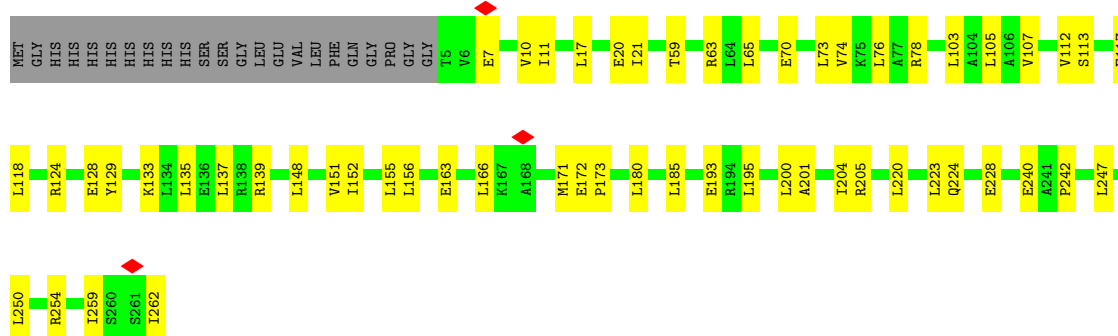 MET GLY HIS HIS HIS HIS HIS HIS HIS HIS SER SER GLY LEU GLU VAL LEU PHE GLN GLY PRO GLY GLY T5 V6 E7 V10 I11 L17 E20 I21 T59 R63 L64 L65 E70 L73 V74 K75 L76 A77 R78 L103 A104 L105 A106 V107 V112 S113
L118 R124 E128 Y129 K133 L134 L135 E136 L137 R138 R139 L148 V151 I152 L155 L156 E163 L166 K167 A168 M171 E172 P173 L180 L185 E193 R194 L195 L200 A201 I204 R205 L220 L223 Q224 E228 E240 A241 P242 L247
L250 R254 I259 S260 S261 I262